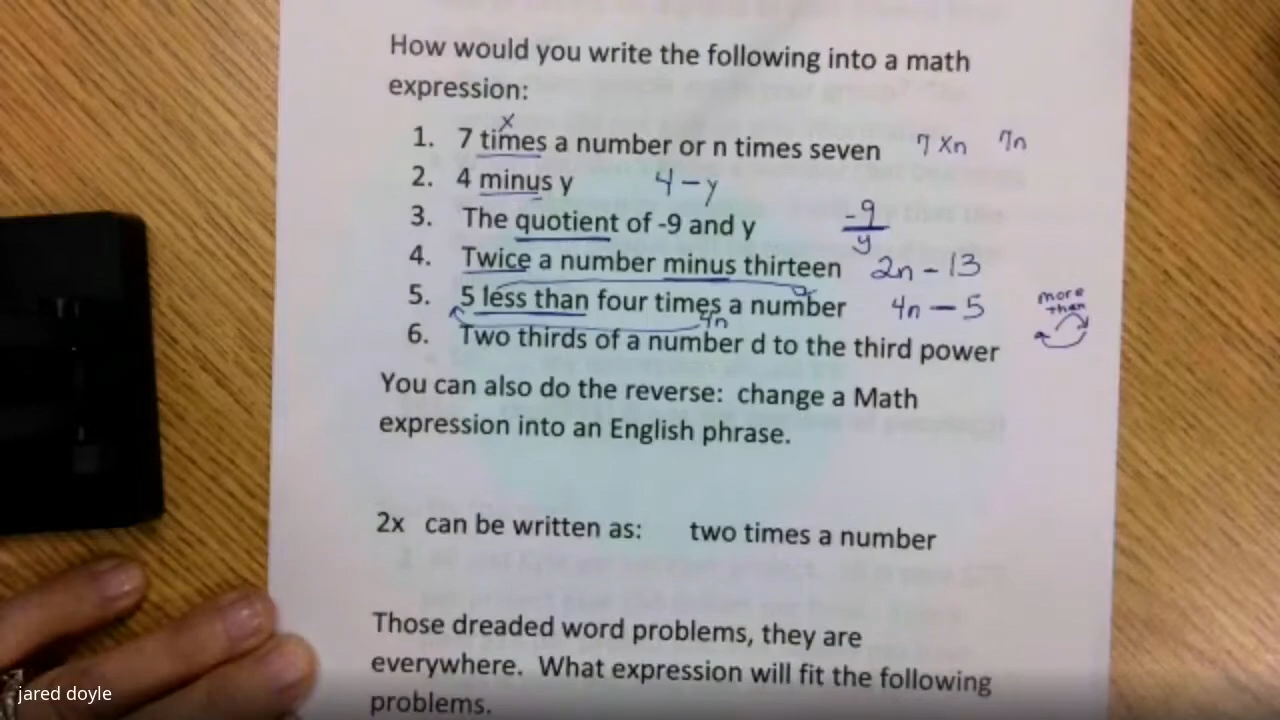 How would you write the following into a math
expression:
x
1. 7 times a number or n times seven 7 x n 7n
2. 4 minus y 4 - y
3. The quotient of -9 and y -9/y
4. Twice a number minus thirteen 2n - 13
5. 5 less than four times a number 4n - 5
more
than
4n
6. Two thirds of a number d to the third power
You can also do the reverse: change a Math
expression into an English phrase.
2x can be written as: two times a number
Those dreaded word problems, they are
everywhere. What expression will fit the following
problems.
jared doyle